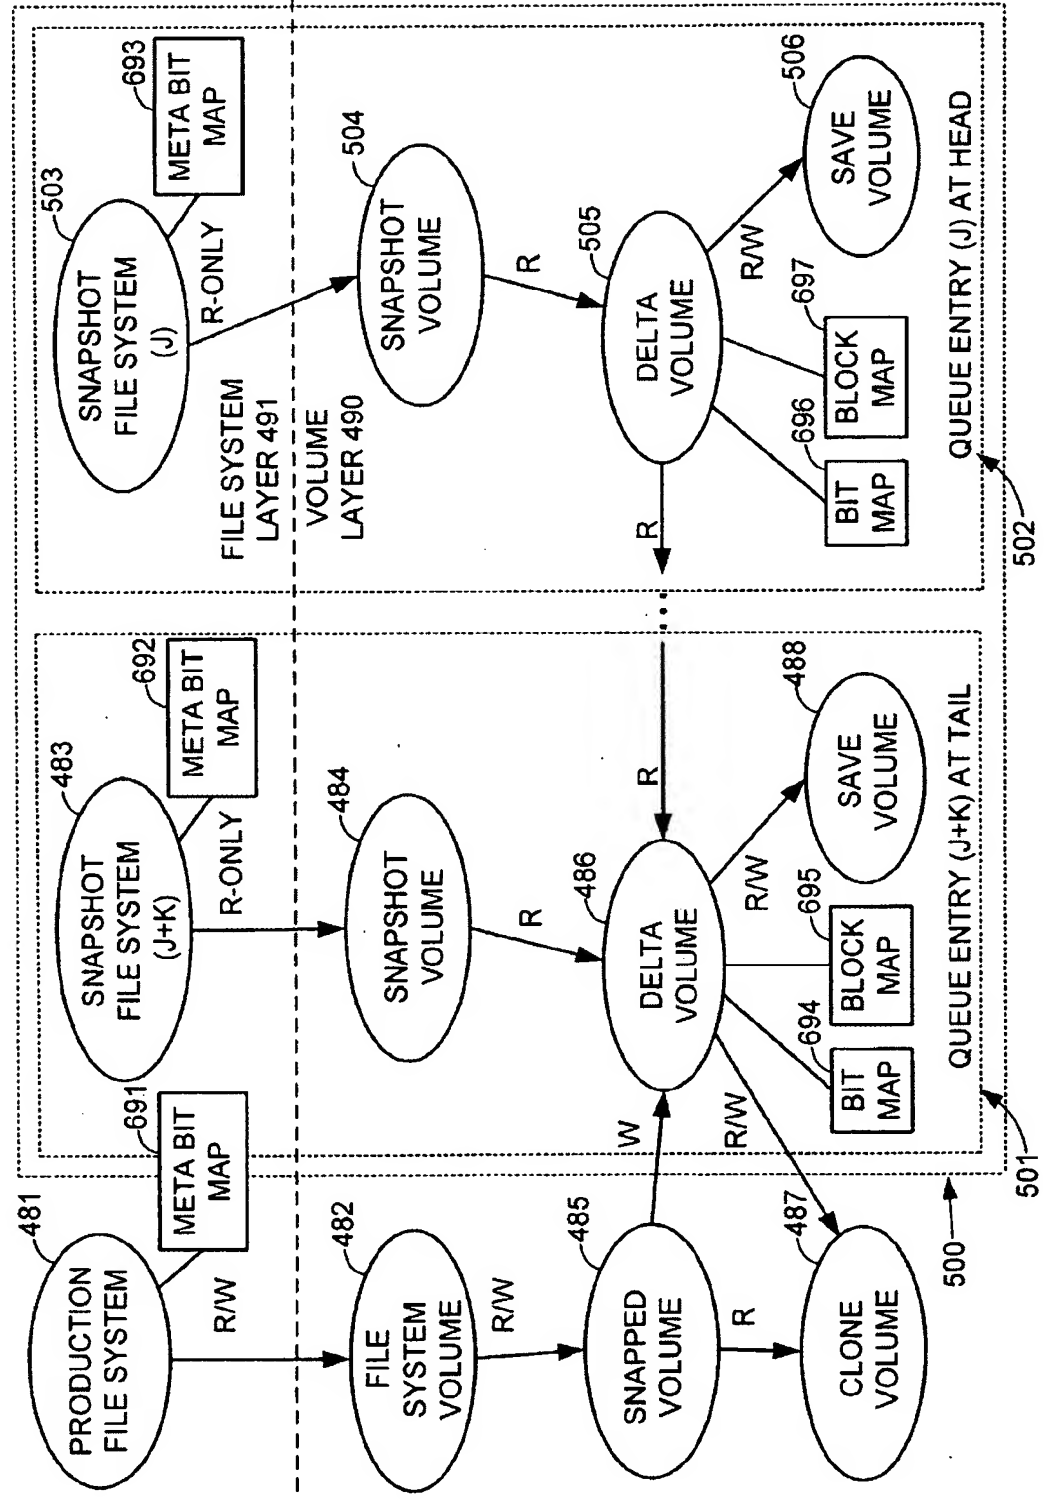 PRODUCTION
FILE SYSTEM
481
META BIT
MAP
691
R/W
FILE
SYSTEM
VOLUME
482
R/W
SNAPPED
VOLUME
485
W
R
CLONE
VOLUME
487
500
SNAPSHOT
FILE SYSTEM
(J+K)
483
META BIT
MAP
692
R-ONLY
SNAPSHOT
VOLUME
484
R
DELTA
VOLUME
486
R
R/W
R/W
BIT
MAP
694
BLOCK
MAP
695
SAVE
VOLUME
488
QUEUE ENTRY (J+K) AT TAIL
501
SNAPSHOT
FILE SYSTEM
(J)
503
META BIT
MAP
693
R-ONLY
FILE SYSTEM
LAYER 491
VOLUME
LAYER 490
SNAPSHOT
VOLUME
504
R
DELTA
VOLUME
505
R
R/W
BIT
MAP
696
BLOCK
MAP
697
SAVE
VOLUME
506
QUEUE ENTRY (J) AT HEAD
502